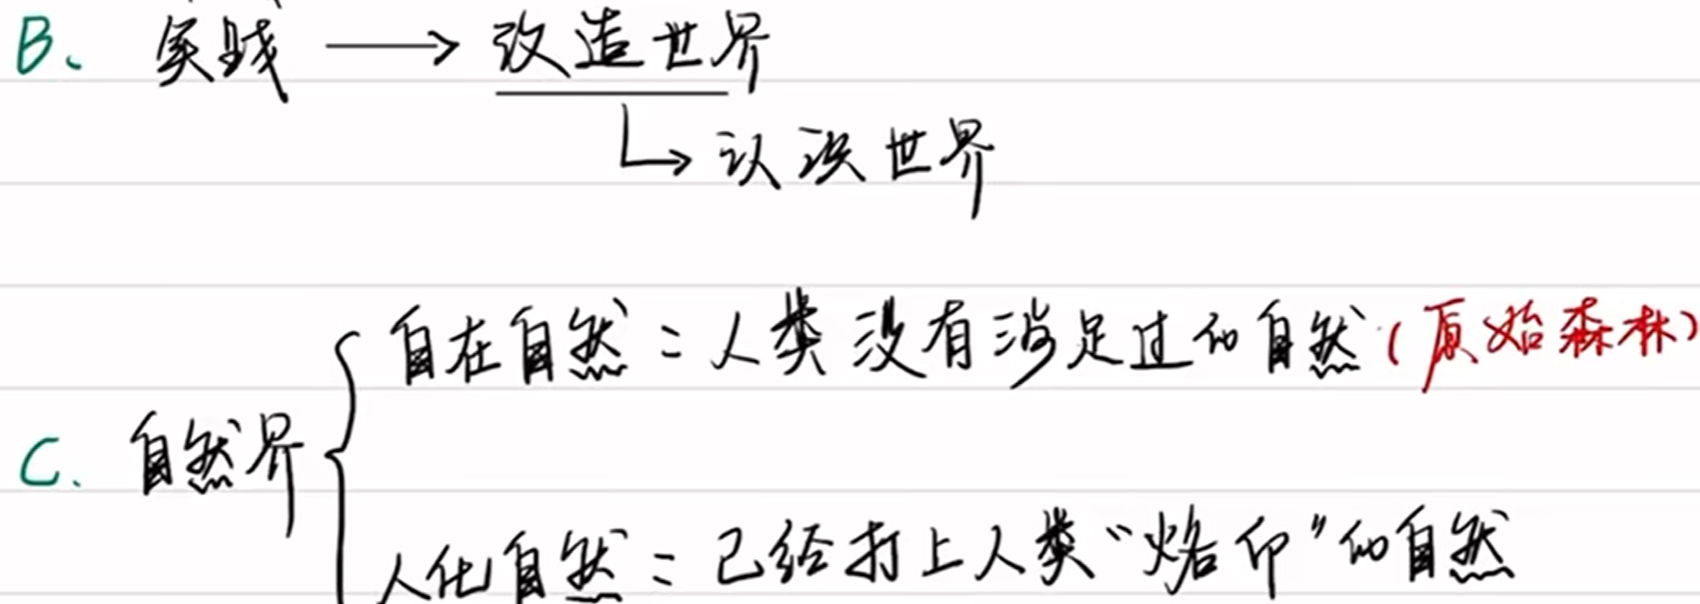 B. 实践 → 改造世界
↳ 认识世界
自在自然：人类没有涉足过的自然（原始森林）
C. 自然界
人化自然：已经打上人类“烙印”的自然